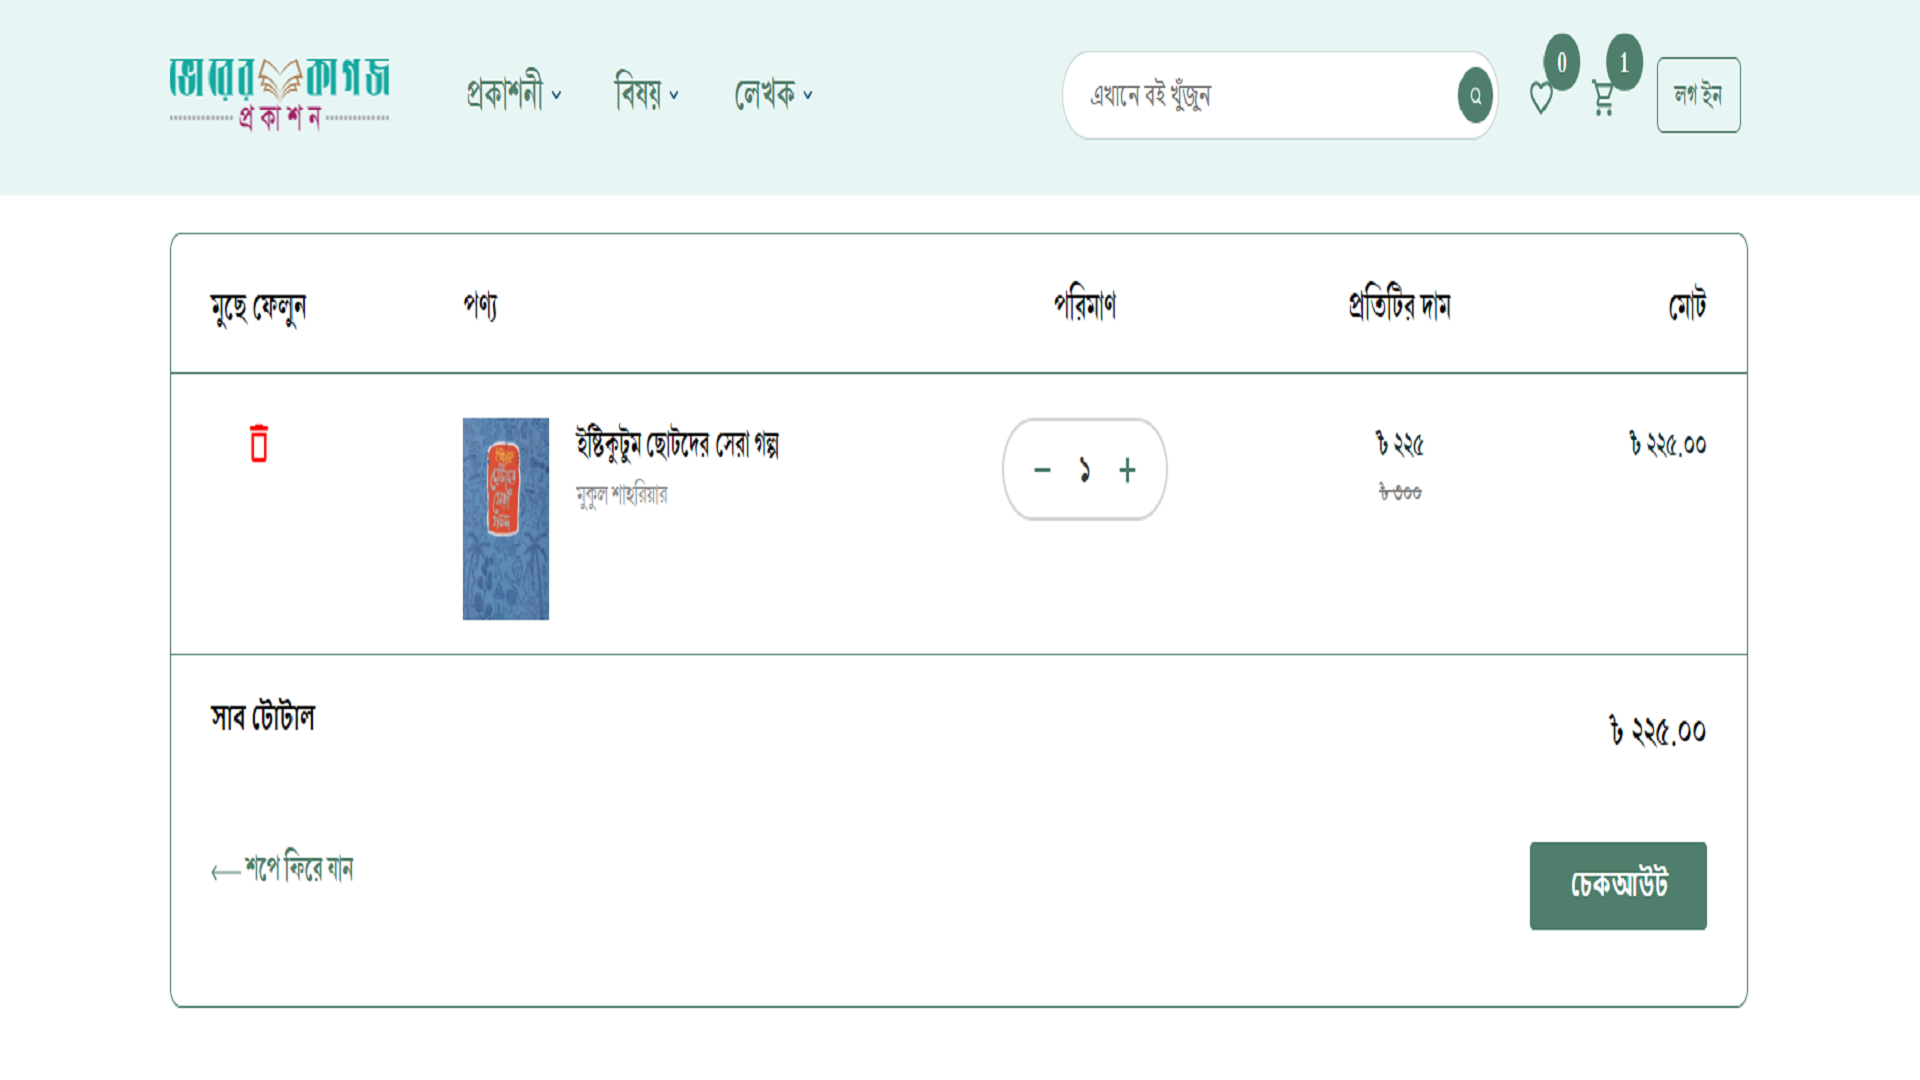 ভোরের কাগজ
প্রকাশন
প্রকাশনী
বিষয়
লেখক
এখানে বই খুঁজুন
0
1
লগ ইন
মুছে ফেলুন
পণ্য
পরিমাণ
প্রতিটির দাম
মোট
ইষ্টিকুটুম ছোটদের সেরা গল্প
মুকুল শাহরিয়ার
− ১ +
৳ ২২৫
৳ ৩০০
৳ ২২৫.০০
সাব টোটাল
৳ ২২৫.০০
শপে ফিরে যান
চেকআউট